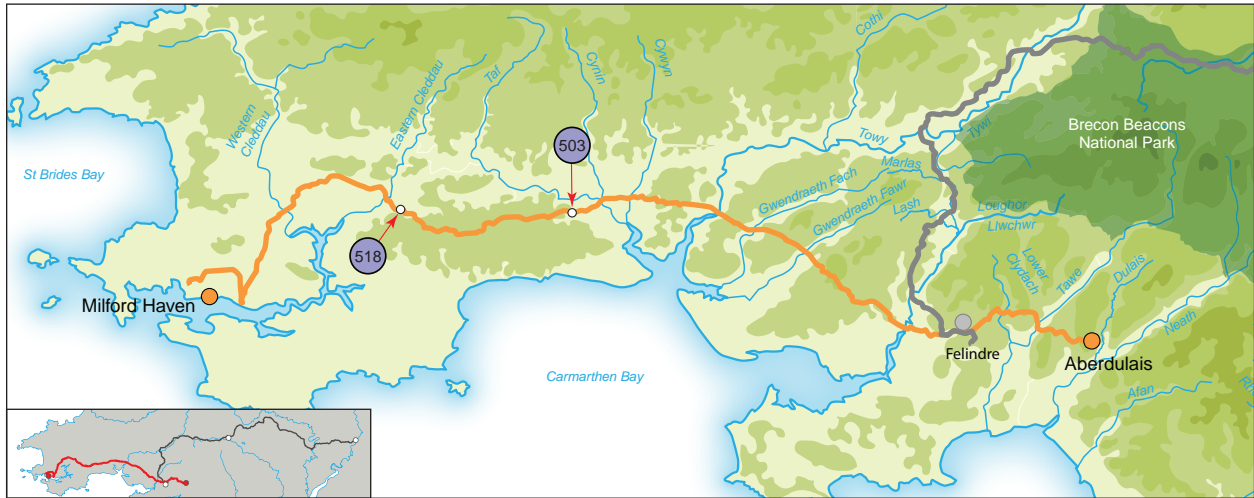 Cothl
Cywyn
Cynin
Taf
Eastern Cleddau
Western
Cleddau
503
Towy
Tywi
Brecon Beacons
National Park
St Brides Bay
Marlas
Gwendraeth Fach
Gwendraeth Fawr
Lash
Loughor
Llwchwr
518
Lower
Clydach
Tawe
Dulais
Neath
Milford Haven
Felindre
Aberdulais
Carmarthen Bay
Afan